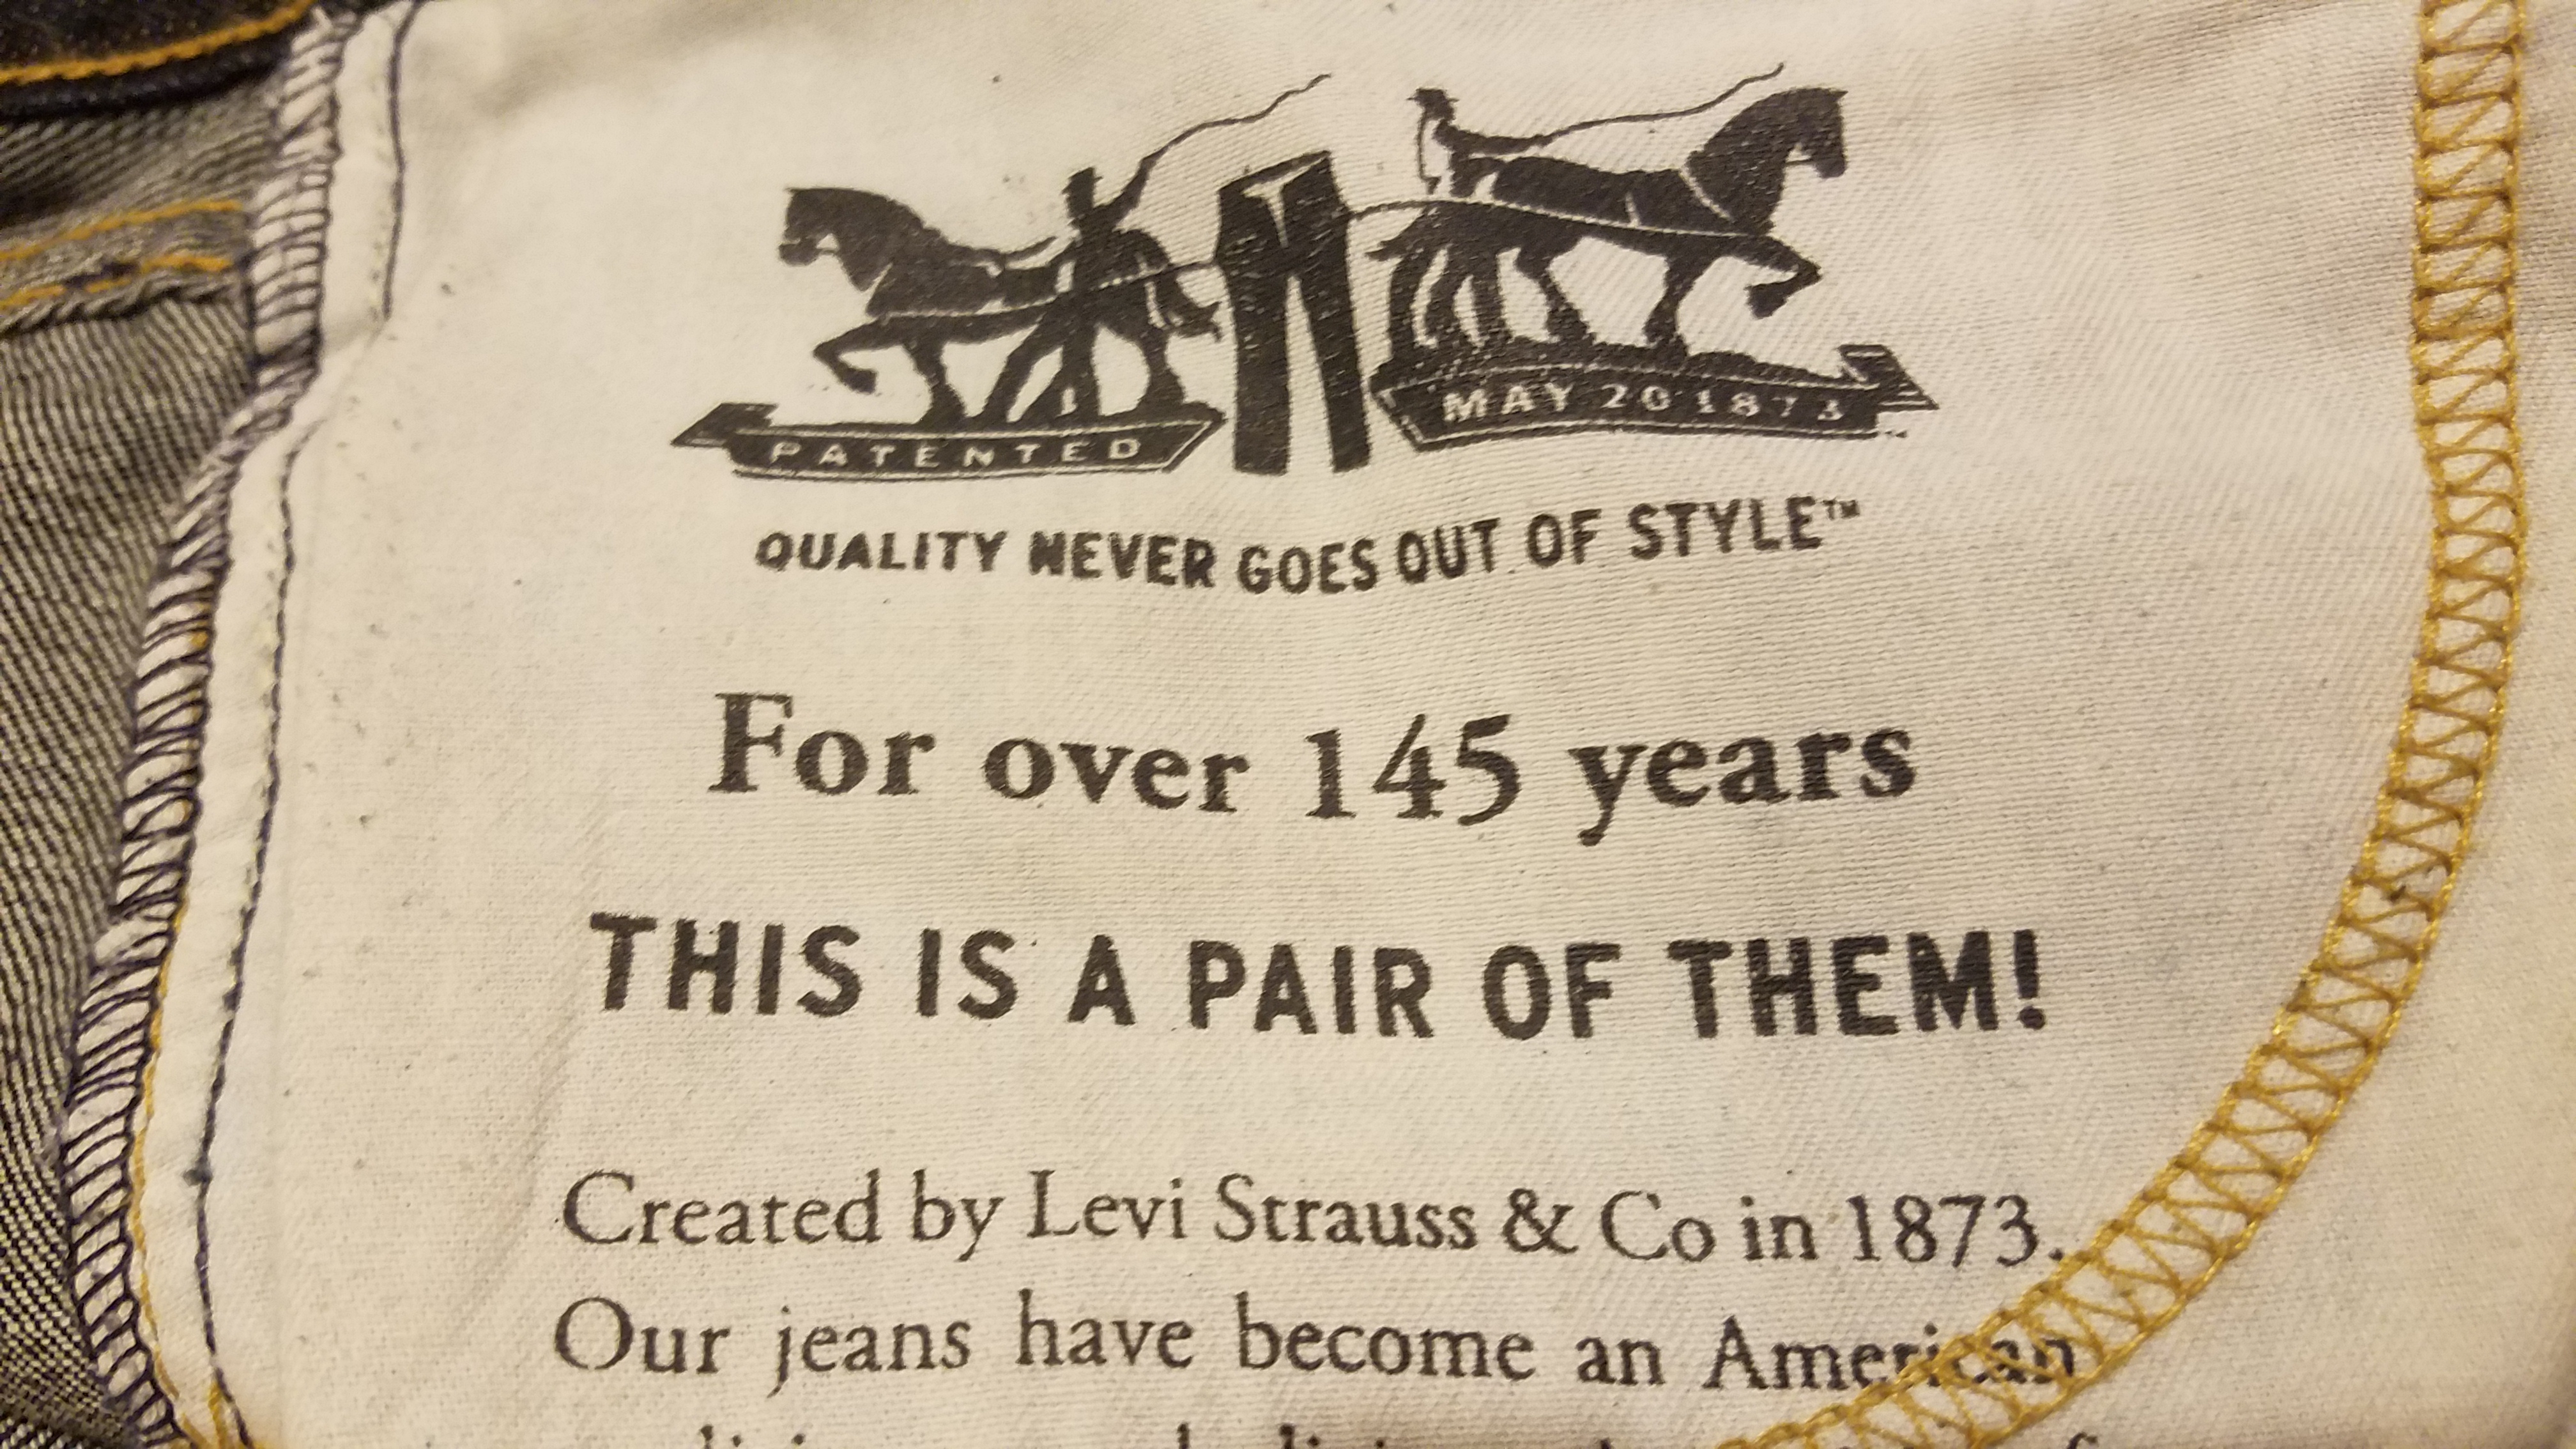 PATENTED
MAY 20 1873
QUALITY NEVER GOES OUT OF STYLE™
For over 145 years
THIS IS A PAIR OF THEM!
Created by Levi Strauss & Co in 1873.
Our jeans have become an American